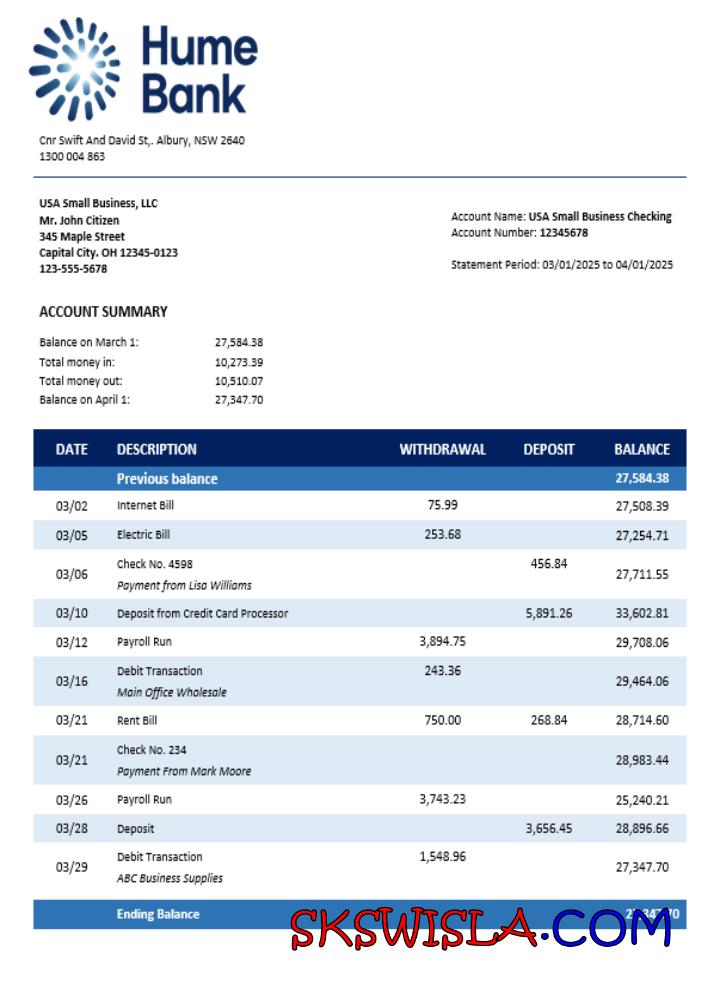 Hume
Bank
Cnr Swift And David St,. Albury, NSW 2640
1300 004 863
USA Small Business, LLC
Mr. John Citizen
345 Maple Street
Capital City. OH 12345-0123
123-555-5678
Account Name: USA Small Business Checking
Account Number: 12345678
Statement Period: 03/01/2025 to 04/01/2025
ACCOUNT SUMMARY
Balance on March 1: 27,584.38
Total money in: 10,273.39
Total money out: 10,510.07
Balance on April 1: 27,347.70
DATE DESCRIPTION WITHDRAWAL DEPOSIT BALANCE
Previous balance 27,584.38
03/02 Internet Bill 75.99 27,508.39
03/05 Electric Bill 253.68 27,254.71
03/06 Check No. 4598 456.84 27,711.55
Payment from Lisa Williams
03/10 Deposit from Credit Card Processor 5,891.26 33,602.81
03/12 Payroll Run 3,894.75 29,708.06
03/16 Debit Transaction 243.36 29,464.06
Main Office Wholesale
03/21 Rent Bill 750.00 268.84 28,714.60
03/21 Check No. 234 28,983.44
Payment From Mark Moore
03/26 Payroll Run 3,743.23 25,240.21
03/28 Deposit 3,656.45 28,896.66
03/29 Debit Transaction 1,548.96 27,347.70
ABC Business Supplies
Ending Balance
SKSWISLA.COM